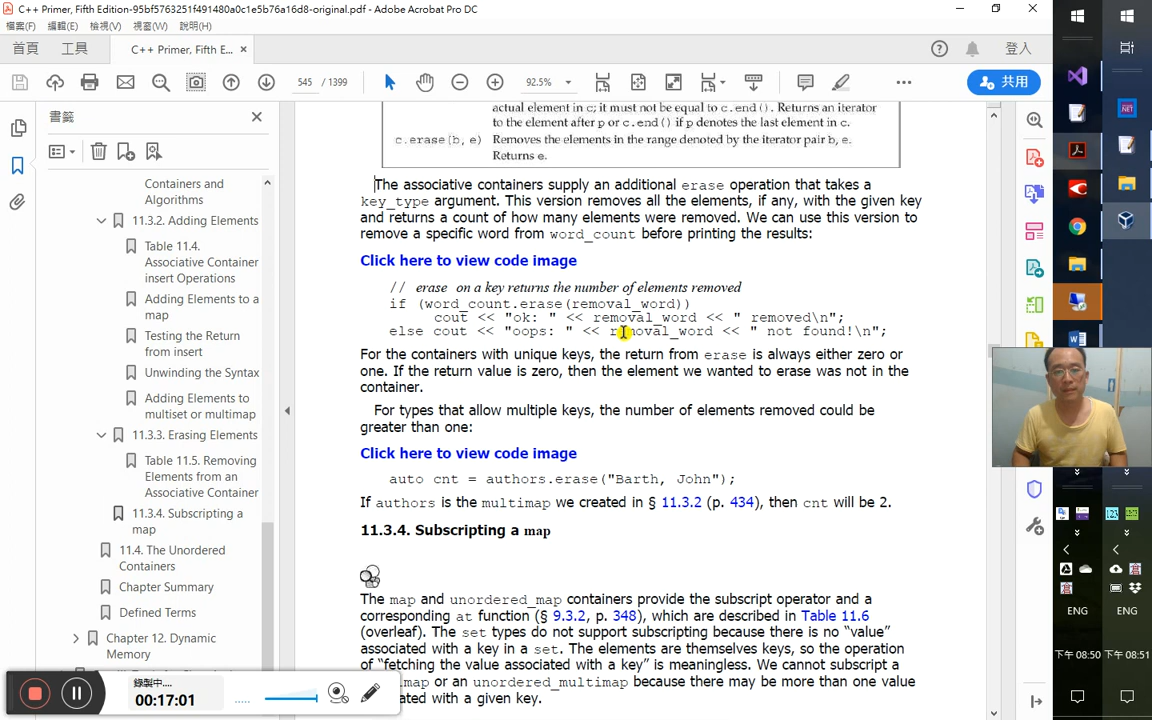 C++ Primer, Fifth Edition-95bf5763251f491480a0c1e5b76a16d8-original.pdf - Adobe Acrobat Pro DC
檔案(F) 編輯(E) 檢視(V) 視窗(W) 說明(H)
首頁 工具 C++ Primer, Fifth E... × 登入
545 / 1399 92.5% 共用
書籤
Containers and
Algorithms
11.3.2. Adding Elements
Table 11.4.
Associative Container
insert Operations
Adding Elements to a
map
Testing the Return
from insert
Unwinding the Syntax
Adding Elements to
multiset or multimap
11.3.3. Erasing Elements
Table 11.5. Removing
Elements from an
Associative Container
11.3.4. Subscripting a
map
11.4. The Unordered
Containers
Chapter Summary
Defined Terms
Chapter 12. Dynamic
Memory
actual element in c; it must not be equal to c.end(). Returns an iterator
to the element after p or c.end() if p denotes the last element in c.
c.erase(b, e) Removes the elements in the range denoted by the iterator pair b, e.
Returns e.
The associative containers supply an additional erase operation that takes a
key_type argument. This version removes all the elements, if any, with the given key
and returns a count of how many elements were removed. We can use this version to
remove a specific word from word_count before printing the results:
Click here to view code image
// erase on a key returns the number of elements removed
if (word_count.erase(removal_word))
cout << "ok: " << removal_word << " removed\n";
else cout << "oops: " << removal_word << " not found!\n";
For the containers with unique keys, the return from erase is always either zero or
one. If the return value is zero, then the element we wanted to erase was not in the
container.
For types that allow multiple keys, the number of elements removed could be
greater than one:
Click here to view code image
auto cnt = authors.erase("Barth, John");
If authors is the multimap we created in § 11.3.2 (p. 434), then cnt will be 2.
11.3.4. Subscripting a map
The map and unordered_map containers provide the subscript operator and a
corresponding at function (§ 9.3.2, p. 348), which are described in Table 11.6
(overleaf). The set types do not support subscripting because there is no “value”
associated with a key in a set. The elements are themselves keys, so the operation
of “fetching the value associated with a key” is meaningless. We cannot subscript a
map or an unordered_multimap because there may be more than one value
ated with a given key.
錄製中...
00:17:01
ENG ENG
下午 08:50 下午 08:51